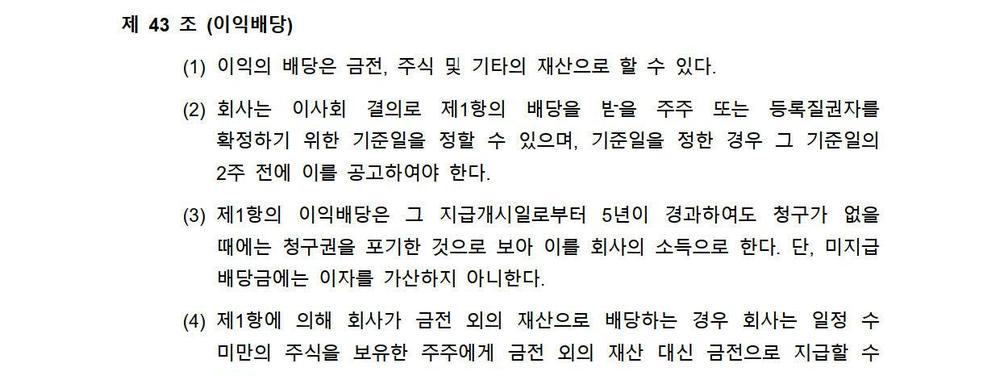 제 43 조 (이익배당)
(1) 이익의 배당은 금전, 주식 및 기타의 재산으로 할 수 있다.
(2) 회사는 이사회 결의로 제1항의 배당을 받을 주주 또는 등록질권자를
확정하기 위한 기준일을 정할 수 있으며, 기준일을 정한 경우 그 기준일의
2주 전에 이를 공고하여야 한다.
(3) 제1항의 이익배당은 그 지급개시일로부터 5년이 경과하여도 청구가 없을
때에는 청구권을 포기한 것으로 보아 이를 회사의 소득으로 한다. 단, 미지급
배당금에는 이자를 가산하지 아니한다.
(4) 제1항에 의해 회사가 금전 외의 재산으로 배당하는 경우 회사는 일정 수
미만의 주식을 보유한 주주에게 금전 외의 재산 대신 금전으로 지급할 수